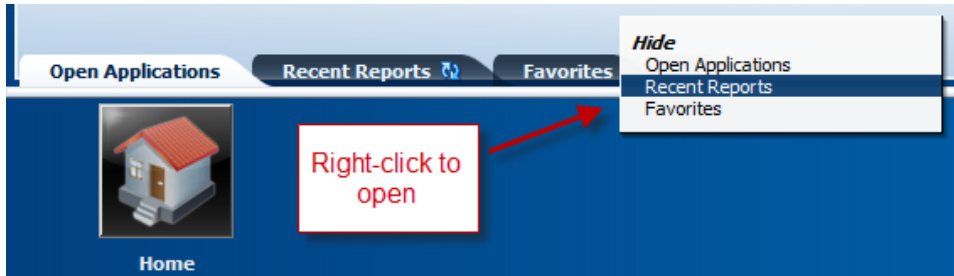 Open Applications
Recent Reports
Favorites
Hide
Open Applications
Recent Reports
Favorites
Right-click to
open
Home